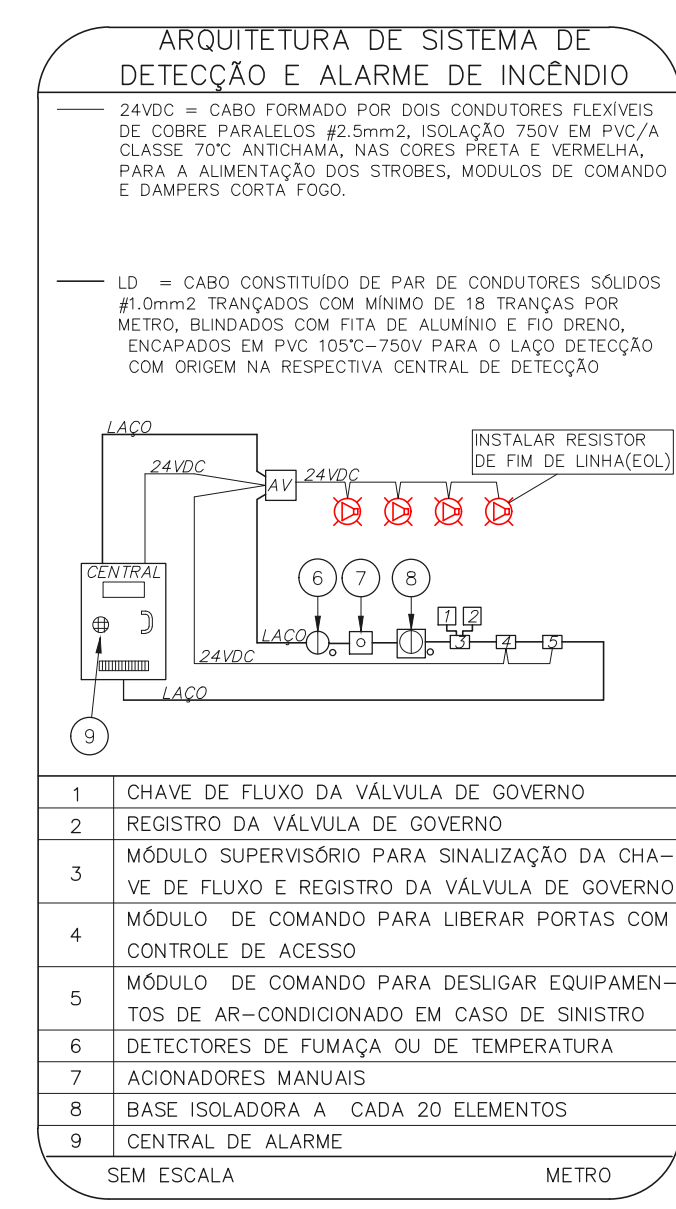 ARQUITETURA DE SISTEMA DE
DETECÇÃO E ALARME DE INCÊNDIO
24VDC = CABO FORMADO POR DOIS CONDUTORES FLEXÍVEIS
DE COBRE PARALELOS #2.5mm2, ISOLAÇÃO 750V EM PVC/A
CLASSE 70°C ANTICHAMA, NAS CORES PRETA E VERMELHA,
PARA A ALIMENTAÇÃO DOS STROBES, MODULOS DE COMANDO
E DAMPERS CORTA FOGO.
LD = CABO CONSTITUÍDO DE PAR DE CONDUTORES SÓLIDOS
#1.0mm2 TRANÇADOS COM MÍNIMO DE 18 TRANÇAS POR
METRO, BLINDADOS COM FITA DE ALUMÍNIO E FIO DRENO,
ENCAPADOS EM PVC 105°C-750V PARA O LAÇO DETECÇÃO
COM ORIGEM NA RESPECTIVA CENTRAL DE DETECÇÃO
LAÇO
INSTALAR RESISTOR
DE FIM DE LINHA(EOL)
24VDC
24VDC
AV
CENTRAL
6
7
8
1
2
LAÇO
3
4
5
24VDC
LAÇO
9
1 CHAVE DE FLUXO DA VÁLVULA DE GOVERNO
2 REGISTRO DA VÁLVULA DE GOVERNO
3 MÓDULO SUPERVISÓRIO PARA SINALIZAÇÃO DA CHA-
VE DE FLUXO E REGISTRO DA VÁLVULA DE GOVERNO
4 MÓDULO DE COMANDO PARA LIBERAR PORTAS COM
CONTROLE DE ACESSO
5 MÓDULO DE COMANDO PARA DESLIGAR EQUIPAMEN-
TOS DE AR-CONDICIONADO EM CASO DE SINISTRO
6 DETECTORES DE FUMAÇA OU DE TEMPERATURA
7 ACIONADORES MANUAIS
8 BASE ISOLADORA A CADA 20 ELEMENTOS
9 CENTRAL DE ALARME
SEM ESCALA METRO